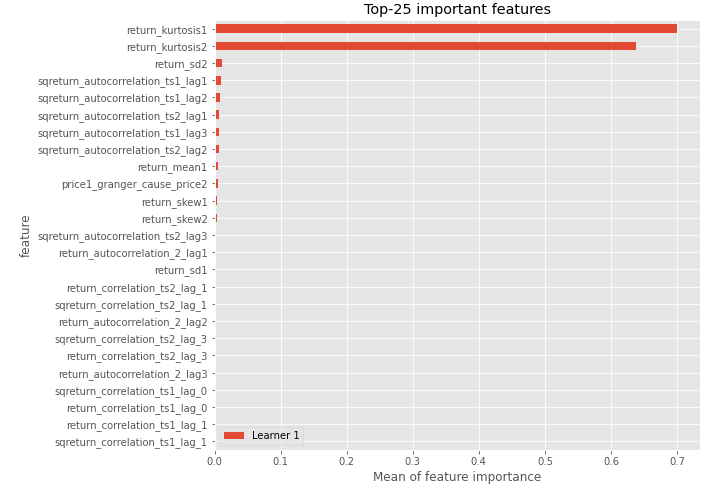 Top-25 important features
return_kurtosis1
return_kurtosis2
return_sd2
sqreturn_autocorrelation_ts1_lag1
sqreturn_autocorrelation_ts1_lag2
sqreturn_autocorrelation_ts2_lag1
sqreturn_autocorrelation_ts1_lag3
sqreturn_autocorrelation_ts2_lag2
return_mean1
price1_granger_cause_price2
return_skew1
return_skew2
sqreturn_autocorrelation_ts2_lag3
return_autocorrelation_2_lag1
return_sd1
return_correlation_ts2_lag_1
sqreturn_correlation_ts2_lag_1
return_autocorrelation_2_lag2
sqreturn_correlation_ts2_lag_3
return_correlation_ts2_lag_3
return_autocorrelation_2_lag3
sqreturn_correlation_ts1_lag_0
return_correlation_ts1_lag_0
return_correlation_ts1_lag_1
sqreturn_correlation_ts1_lag_1
feature
Learner 1
0.0 0.1 0.2 0.3 0.4 0.5 0.6 0.7
Mean of feature importance